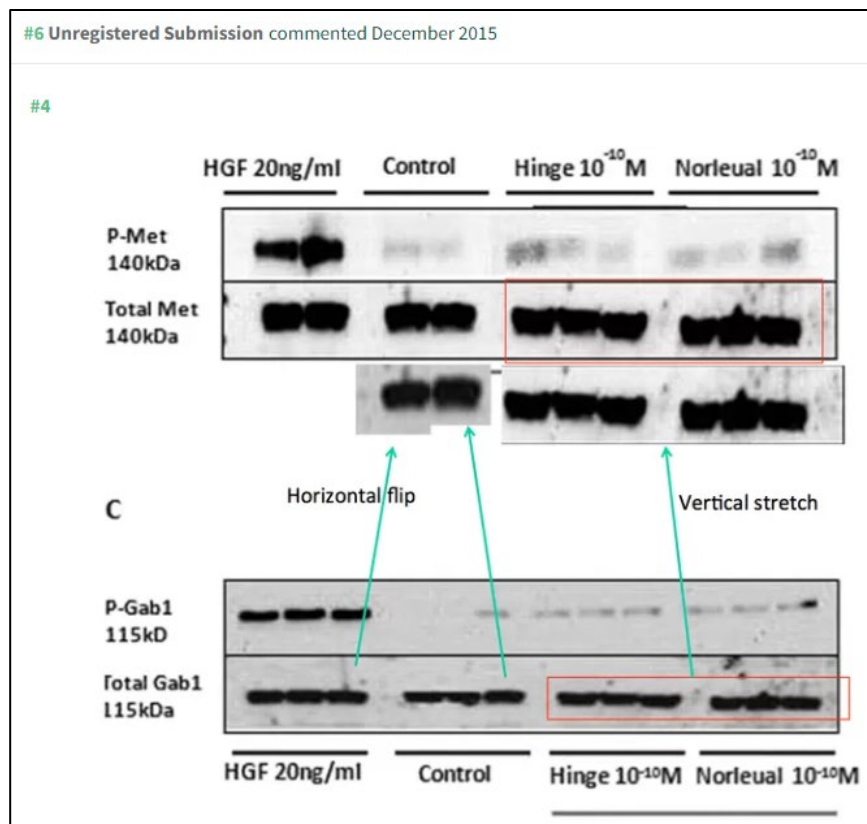 #6 Unregistered Submission commented December 2015
#4
HGF 20ng/ml Control Hinge 10⁻¹⁰M Norleual 10⁻¹⁰M
P-Met
140kDa
Total Met
140kDa
Horizontal flip
Vertical stretch
C
P-Gab1
115kD
Total Gab1
115kDa
HGF 20ng/ml Control Hinge 10⁻¹⁰M Norleual 10⁻¹⁰M